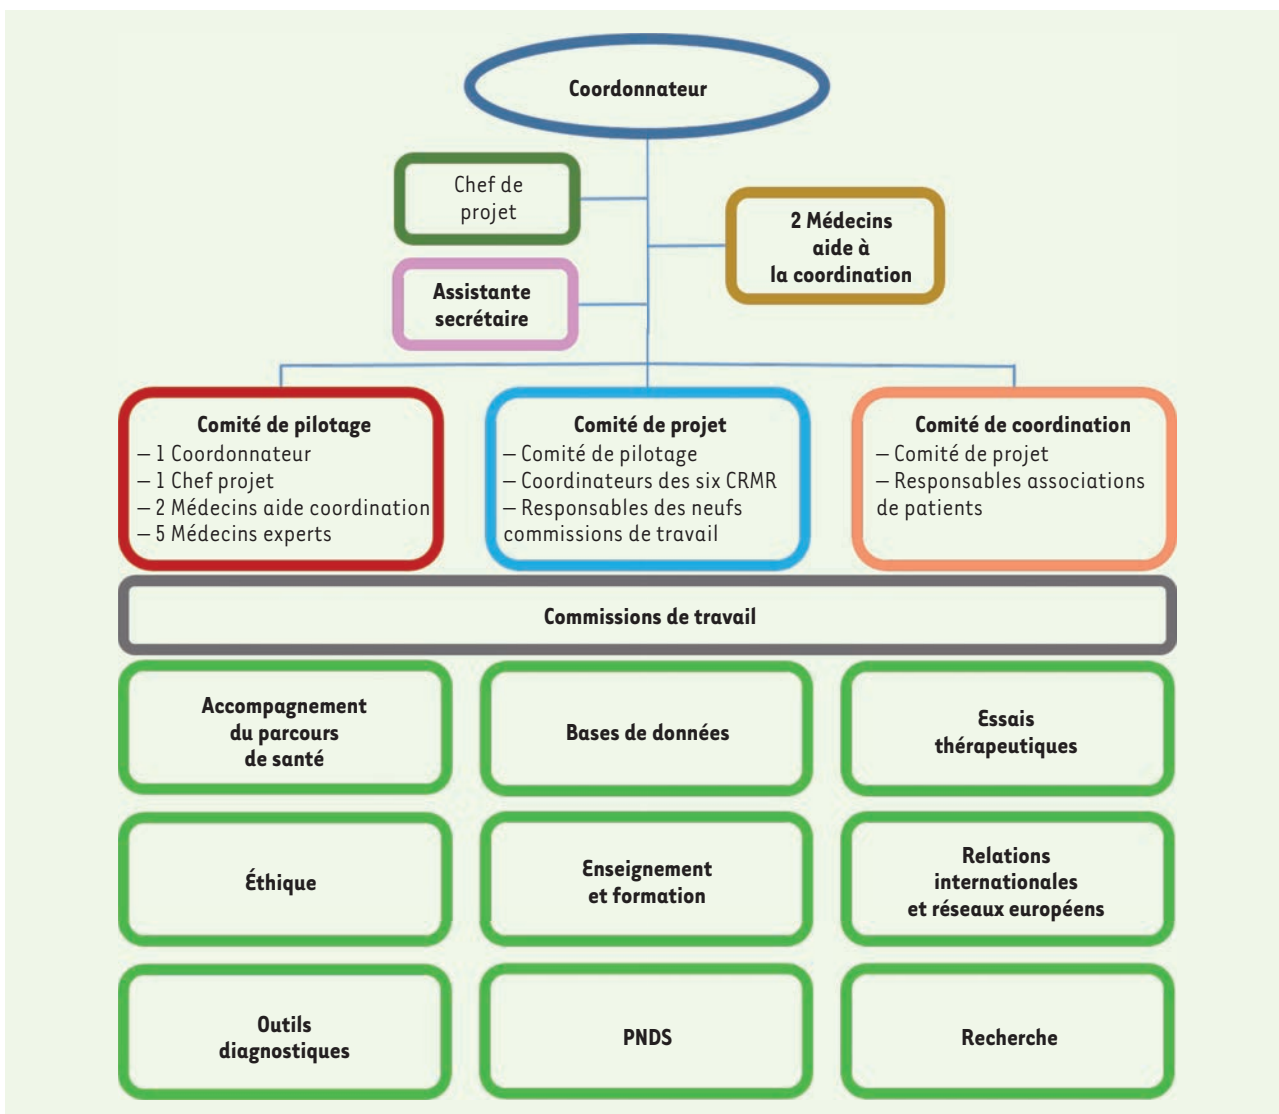 Coordonnateur
Chef de
projet
2 Médecins
aide à
la coordination
Assistante
secrétaire
Comité de pilotage
– 1 Coordonnateur
– 1 Chef projet
– 2 Médecins aide coordination
– 5 Médecins experts
Comité de projet
– Comité de pilotage
– Coordinateurs des six CRMR
– Responsables des neufs
commissions de travail
Comité de coordination
– Comité de projet
– Responsables associations
de patients
Commissions de travail
Accompagnement
du parcours
de santé
Bases de données
Essais
thérapeutiques
Éthique
Enseignement
et formation
Relations
internationales
et réseaux européens
Outils
diagnostiques
PNDS
Recherche